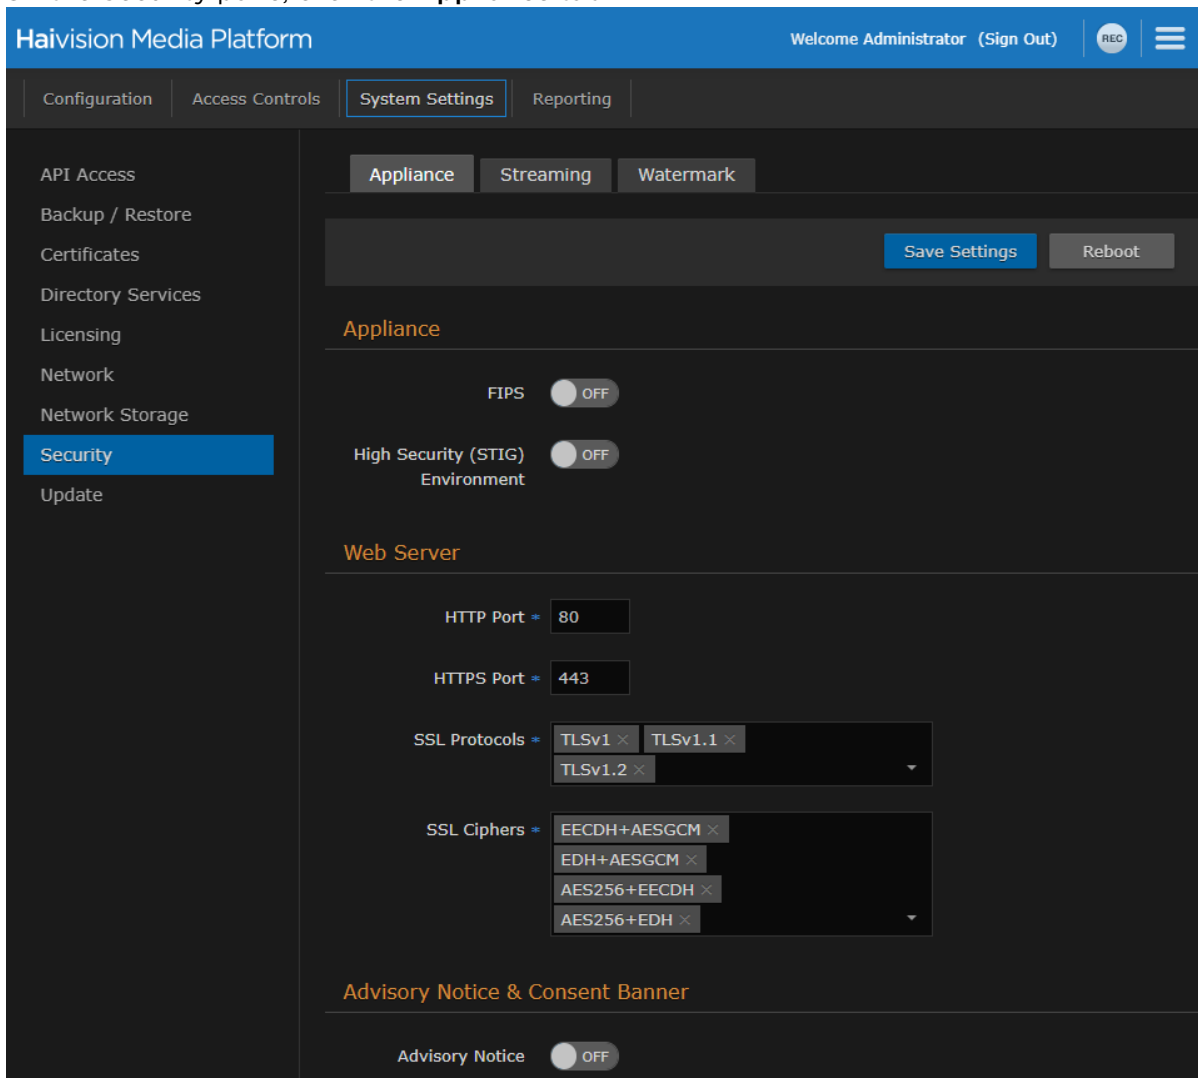 Haivision Media Platform
Welcome Administrator (Sign Out)
REC
Configuration
Access Controls
System Settings
Reporting
API Access
Backup / Restore
Certificates
Directory Services
Licensing
Network
Network Storage
Security
Update
Appliance
Streaming
Watermark
Save Settings
Reboot
Appliance
FIPS
OFF
High Security (STIG)
Environment
OFF
Web Server
HTTP Port *
80
HTTPS Port *
443
SSL Protocols *
TLSv1 × TLSv1.1 ×
TLSv1.2 ×
SSL Ciphers *
EECDH+AESGCM ×
EDH+AESGCM ×
AES256+EECDH ×
AES256+EDH ×
Advisory Notice & Consent Banner
Advisory Notice
OFF